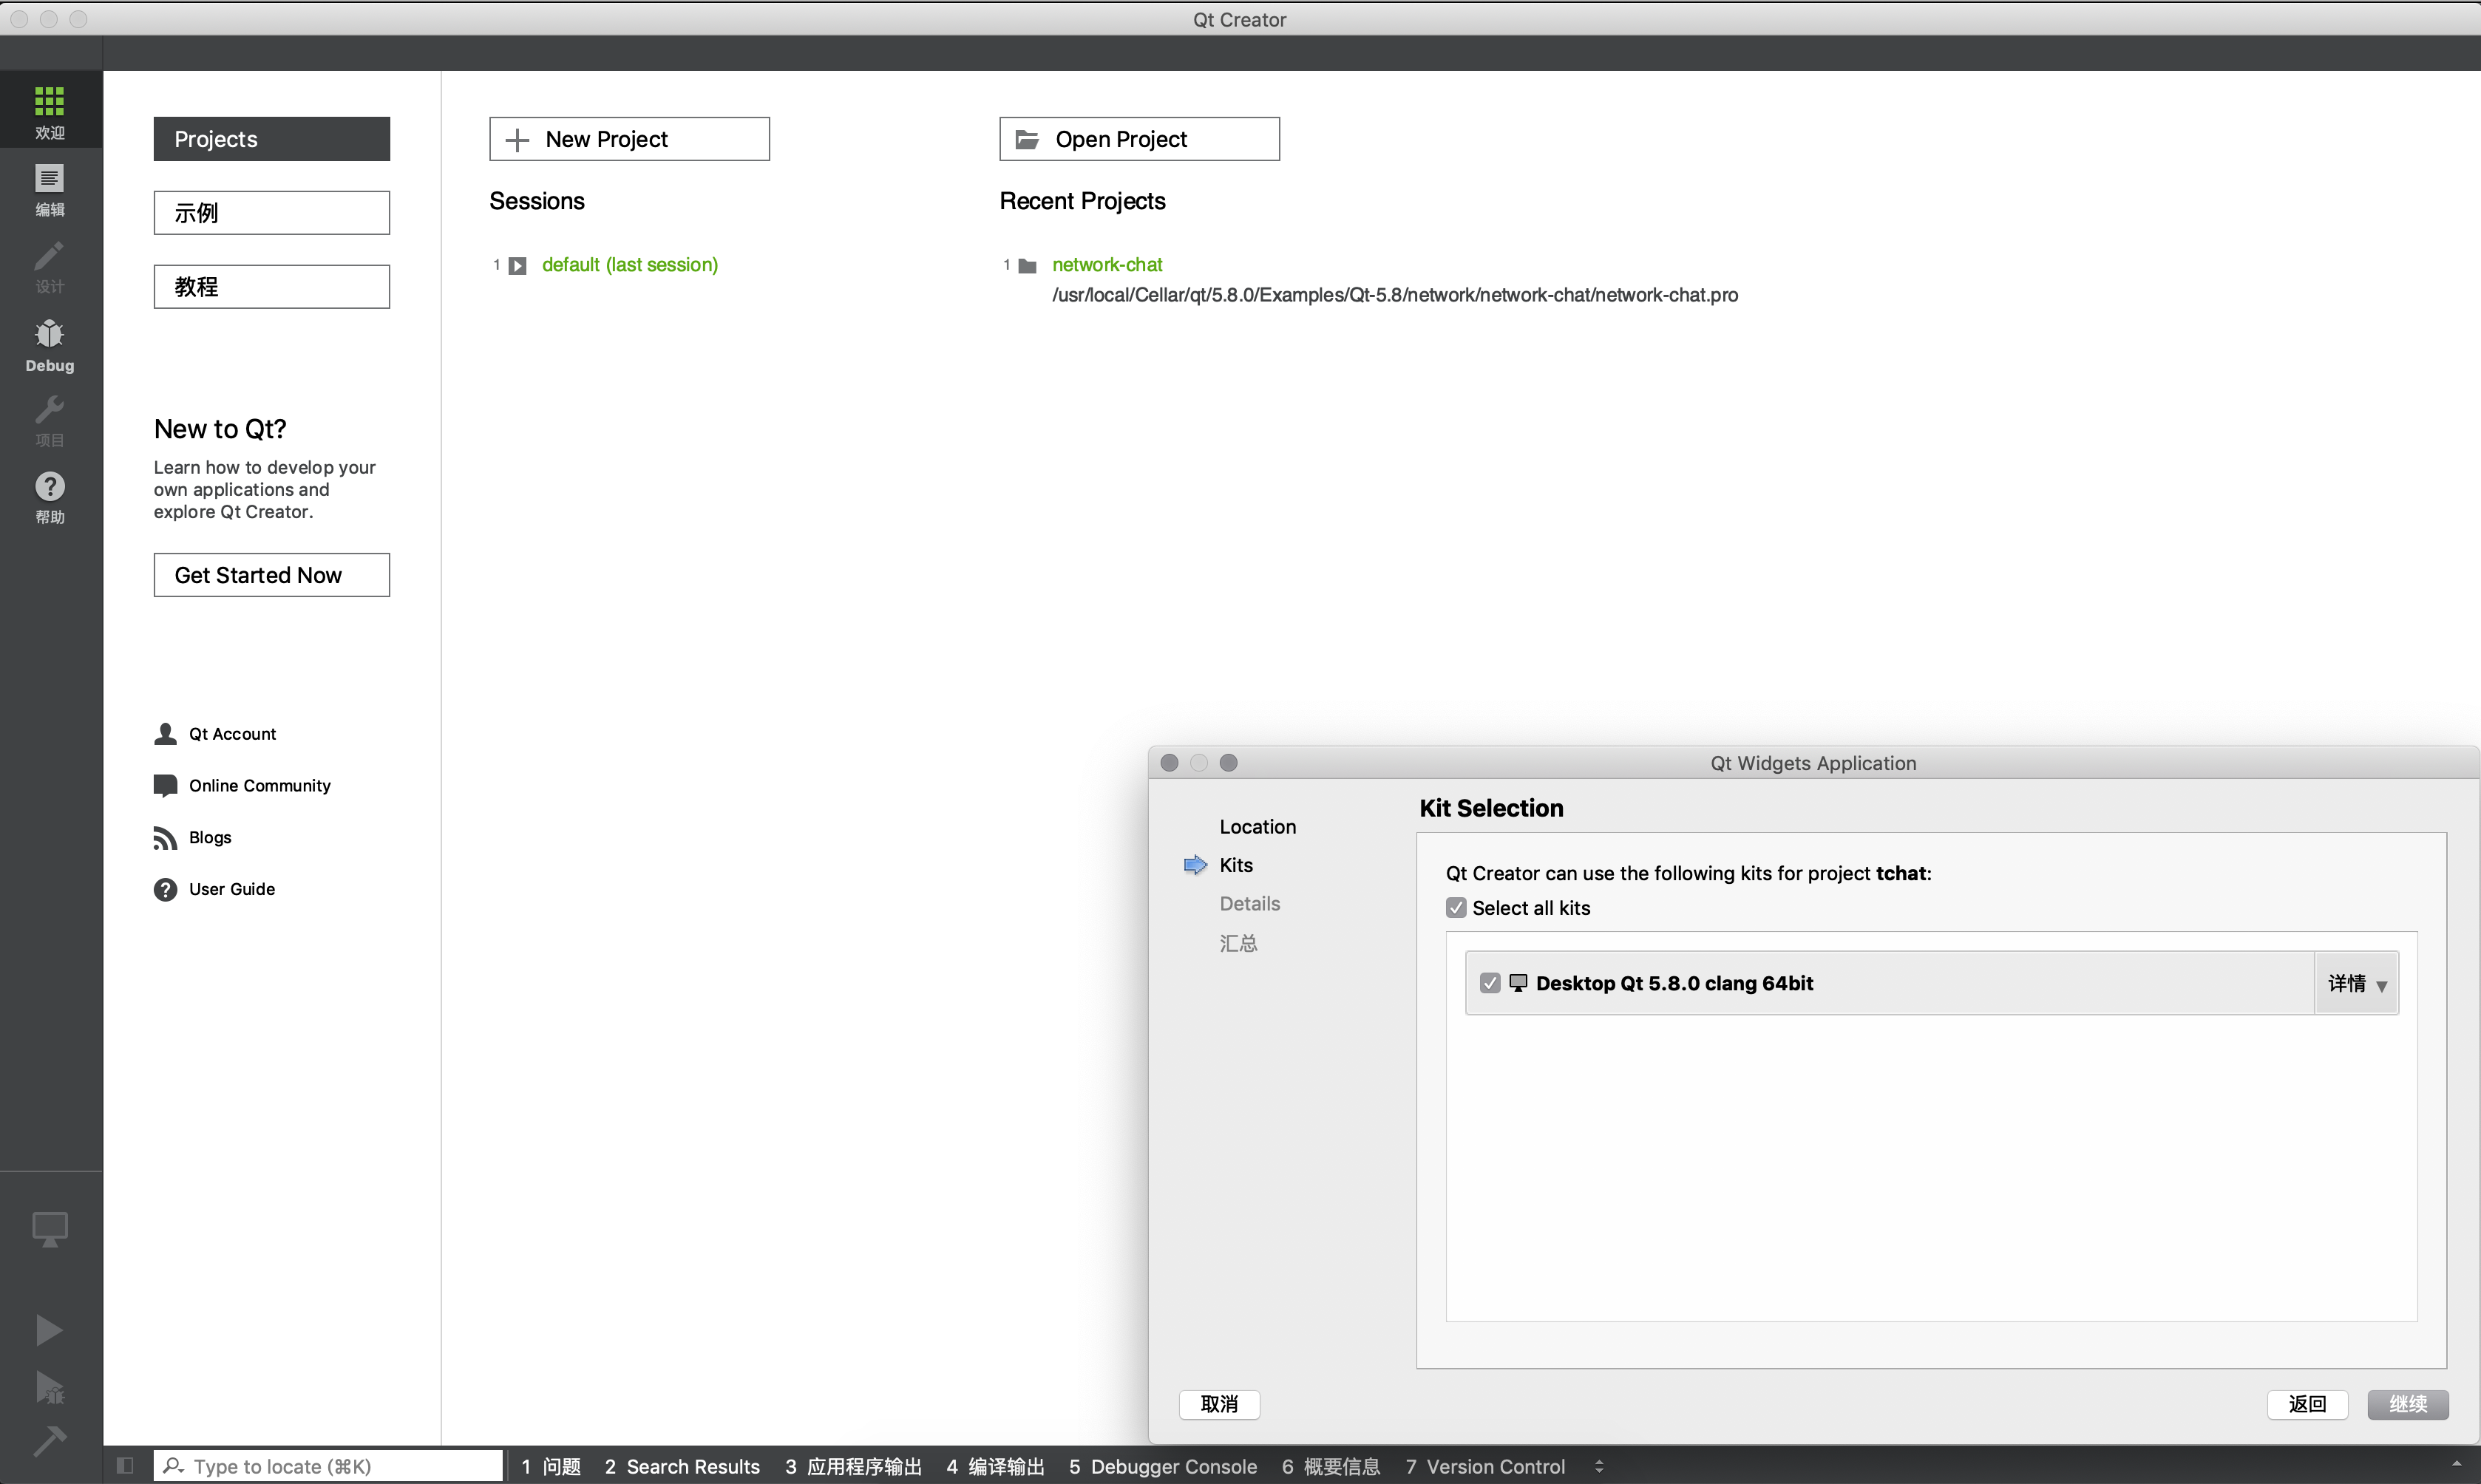 Qt Creator
欢迎
编辑
设计
Debug
项目
帮助
Projects
示例
教程
New to Qt?
Learn how to develop your
own applications and
explore Qt Creator.
Get Started Now
Qt Account
Online Community
Blogs
User Guide
New Project
Sessions
1 default (last session)
Open Project
Recent Projects
1 network-chat
/usr/local/Cellar/qt/5.8.0/Examples/Qt-5.8/network/network-chat/network-chat.pro
Qt Widgets Application
Location
Kits
Details
汇总
Kit Selection
Qt Creator can use the following kits for project tchat:
Select all kits
Desktop Qt 5.8.0 clang 64bit
详情
取消
返回
继续
Type to locate (⌘K)
1 问题 2 Search Results 3 应用程序输出 4 编译输出 5 Debugger Console 6 概要信息 7 Version Control